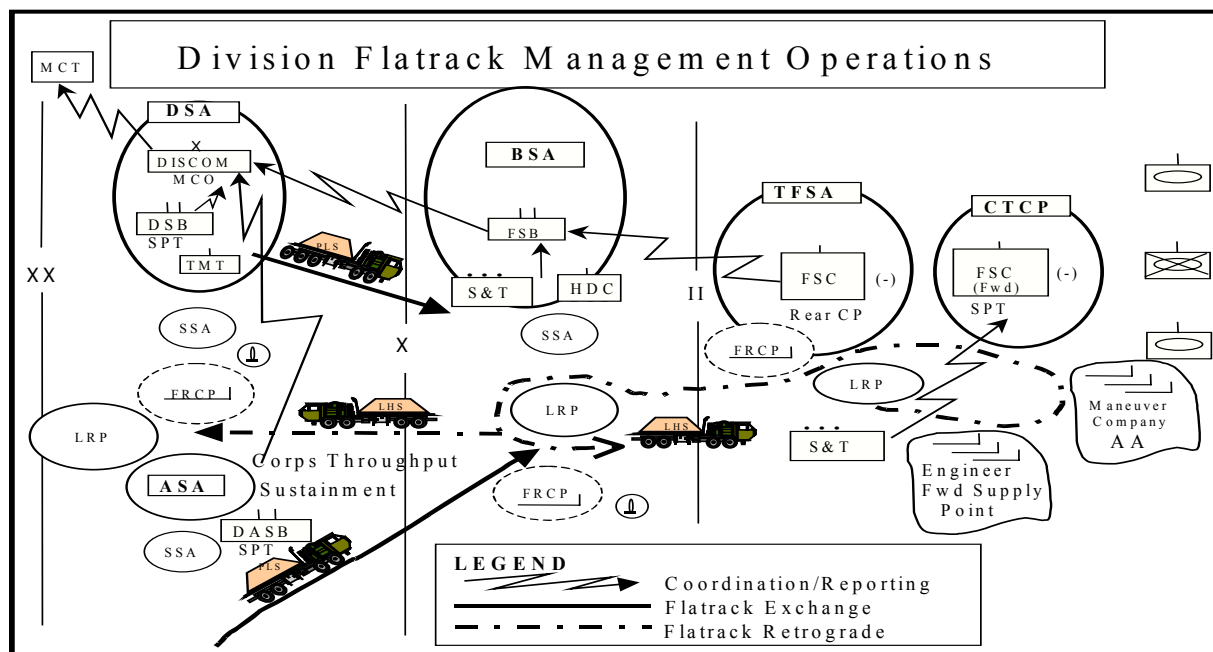 Division Flatrack Management Operations
MCT
DSA
X
DISCOM
MCO
DSB
SPT
TMT
PLS
BSA
FSB
S&T
HDC
TFSA
FSC
(-)
Rear CP
CTCP
FSC
(Fwd)
(-)
SPT
XX
X
II
SSA
SSA
FRCP
FRCP
LRP
LHS
LRP
LHS
LRP
Maneuver
Company
AA
S&T
Engineer
Fwd Supply
Point
Corps Throughput
Sustainment
ASA
FRCP
DASB
SPT
SSA
PLS
LEGEND
Coordination/Reporting
Flatrack Exchange
Flatrack Retrograde